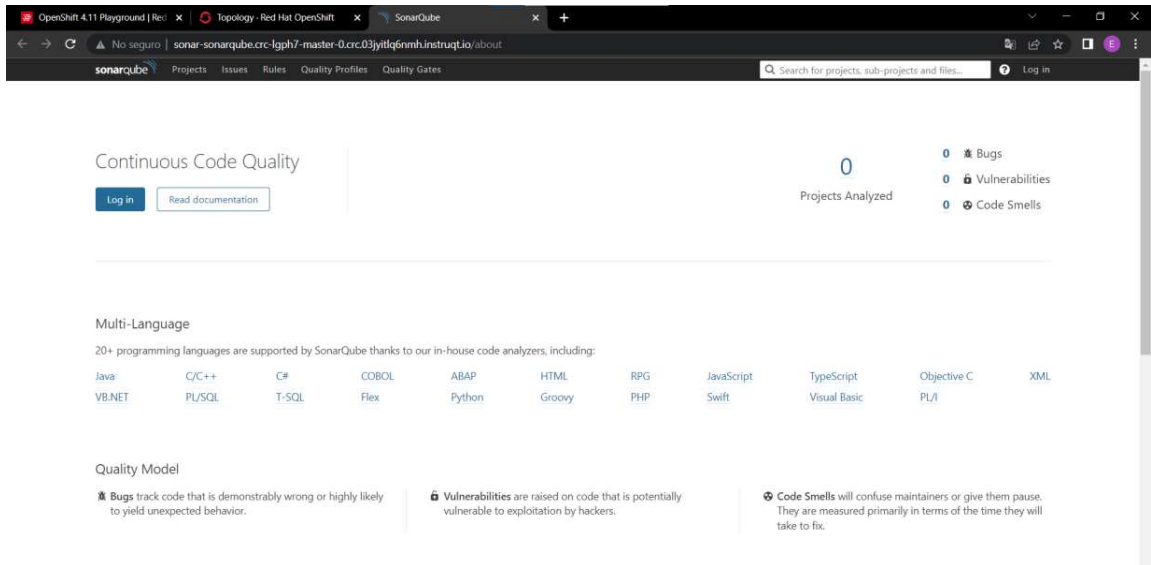 OpenShift 4.11 Playground | Red
Topology · Red Hat OpenShift
SonarQube
No seguro | sonar-sonarqube.crc-lgph7-master-0.crc.03jyitlq6nmh.instruqt.io/about
E
sonarqube Projects Issues Rules Quality Profiles Quality Gates Search for projects, sub-projects and files... Log in
Continuous Code Quality
Log in Read documentation
0
Projects Analyzed
0 Bugs
0 Vulnerabilities
0 Code Smells
Multi-Language
20+ programming languages are supported by SonarQube thanks to our in-house code analyzers, including:
Java C/C++ C# COBOL ABAP HTML RPG JavaScript TypeScript Objective C XML
VB.NET PL/SQL T-SQL Flex Python Groovy PHP Swift Visual Basic PL/I
Quality Model
Bugs track code that is demonstrably wrong or highly likely
to yield unexpected behavior.
Vulnerabilities are raised on code that is potentially
vulnerable to exploitation by hackers.
Code Smells will confuse maintainers or give them pause.
They are measured primarily in terms of the time they will
take to fix.